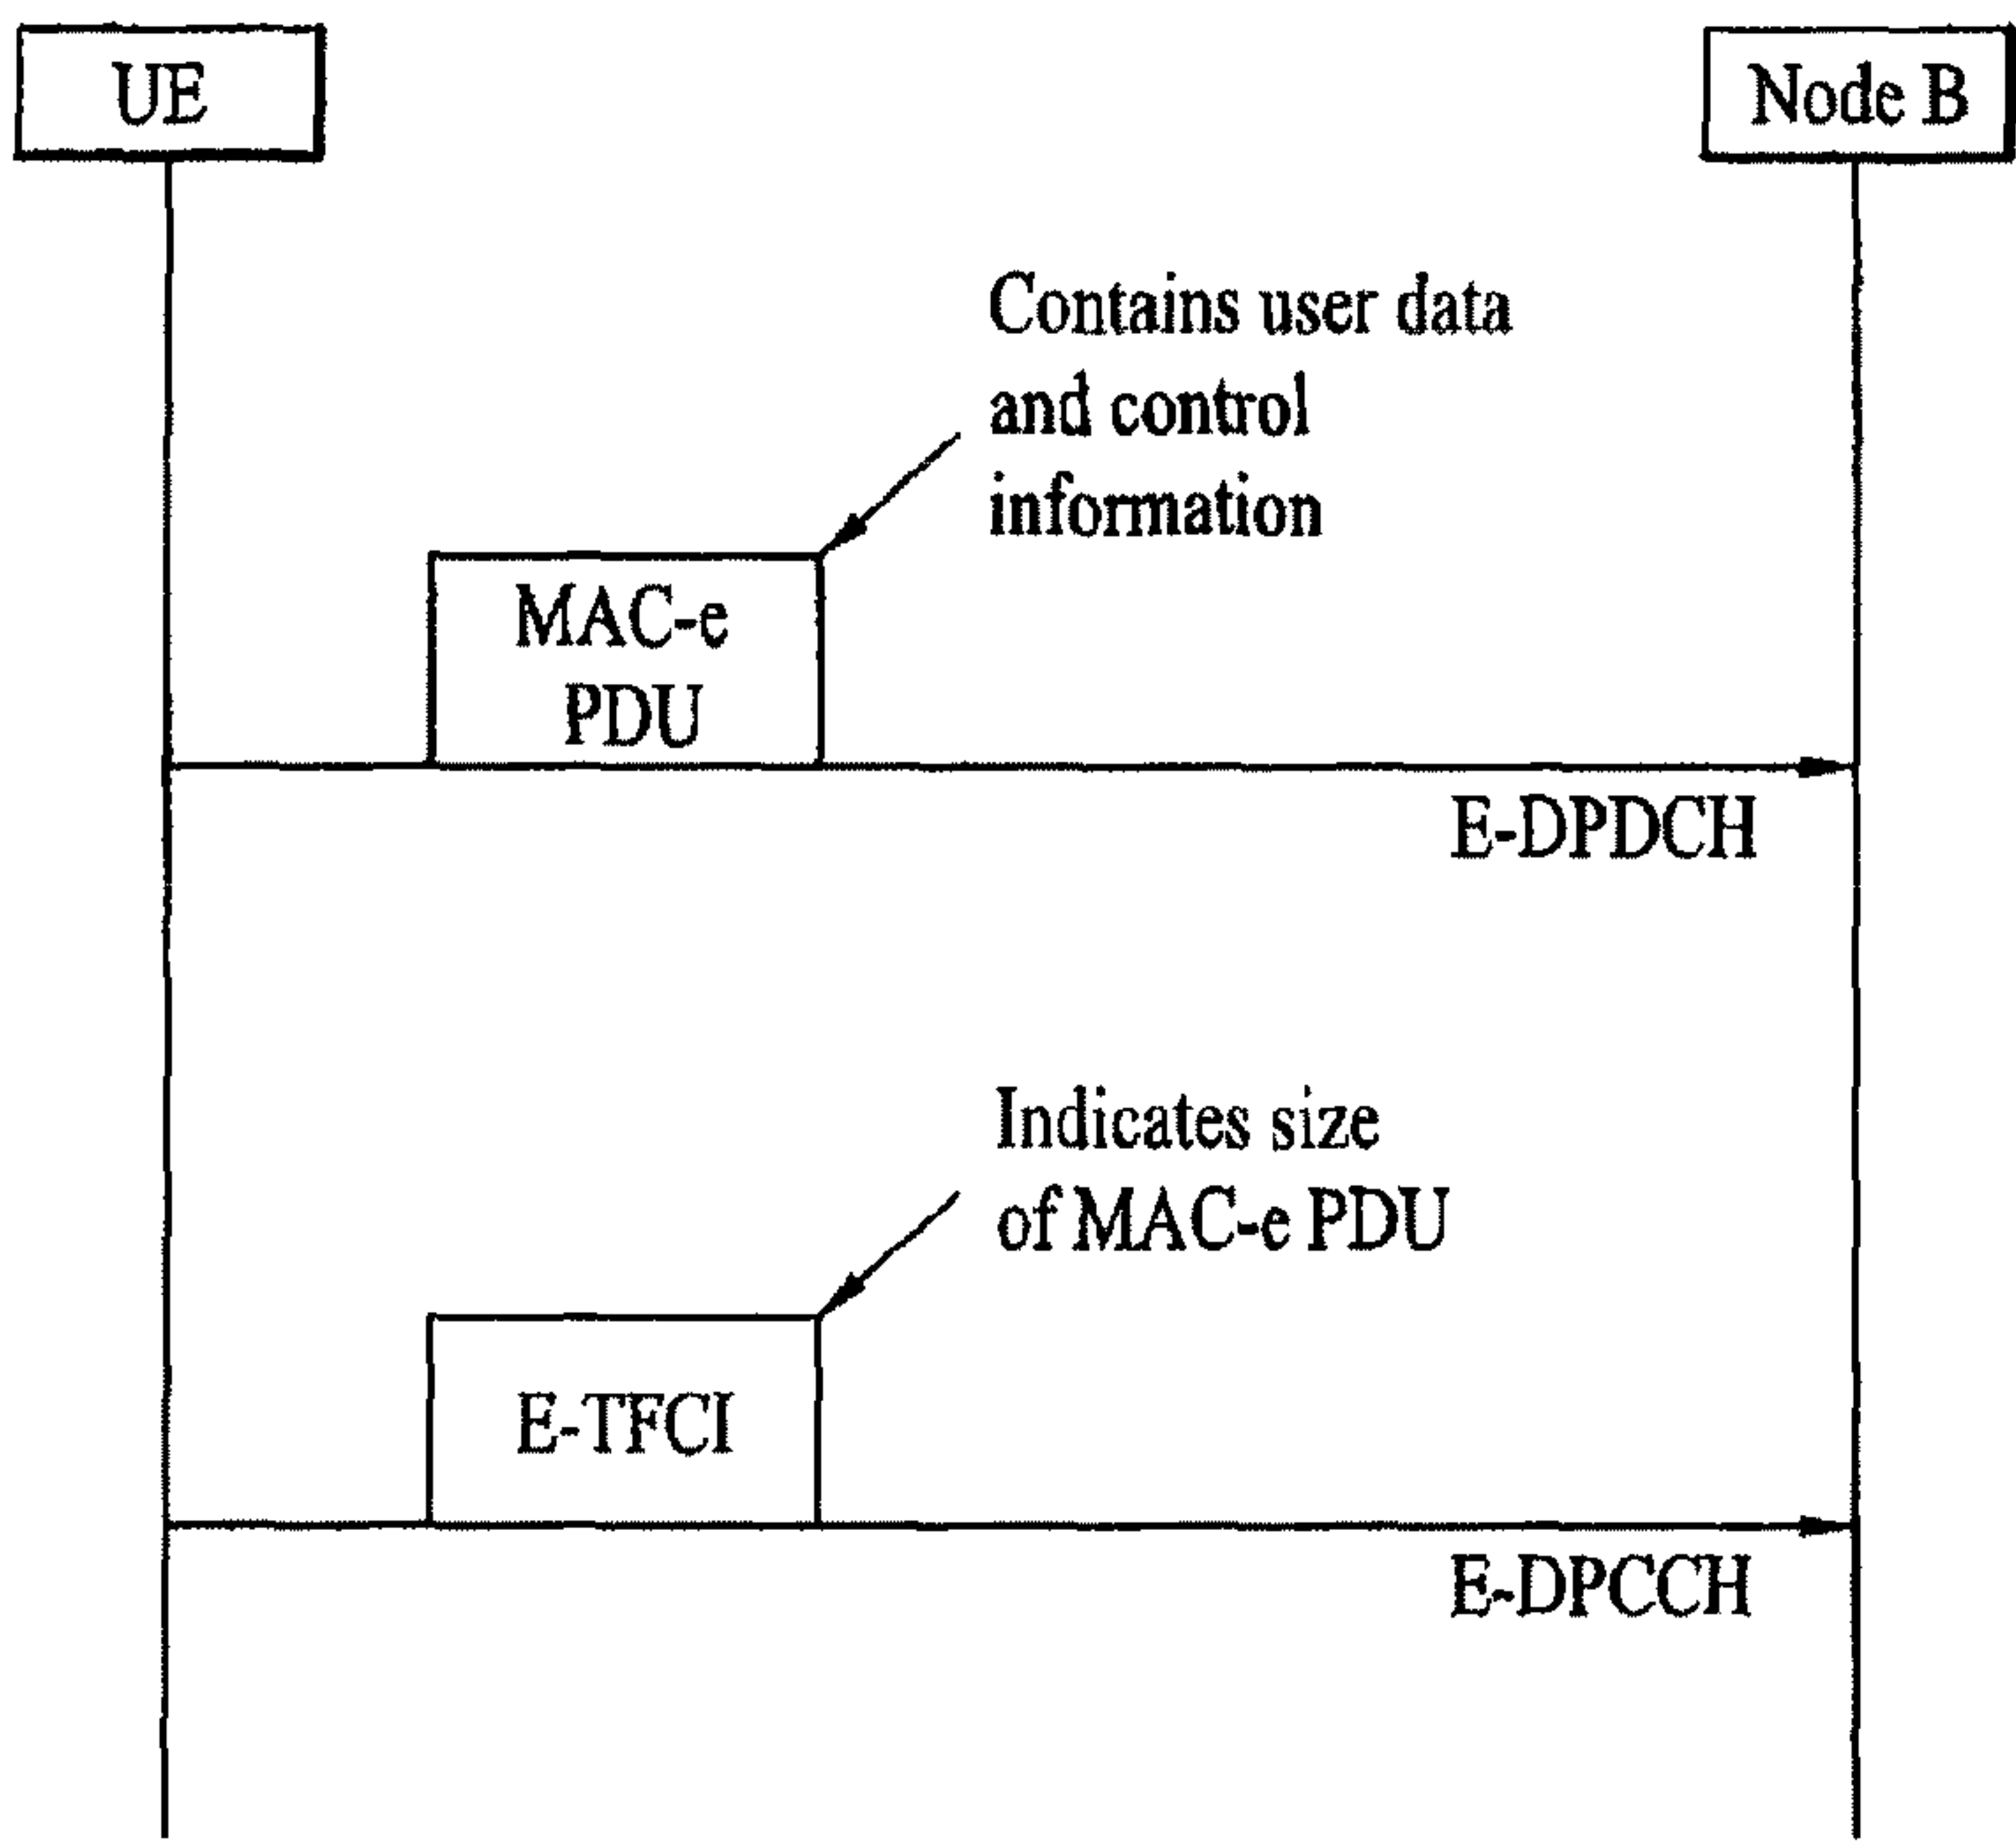 UE
Node B
Contains user data
and control
information
MAC-e
PDU
E-DPDCH
Indicates size
of MAC-e PDU
E-TFCI
E-DPCCH